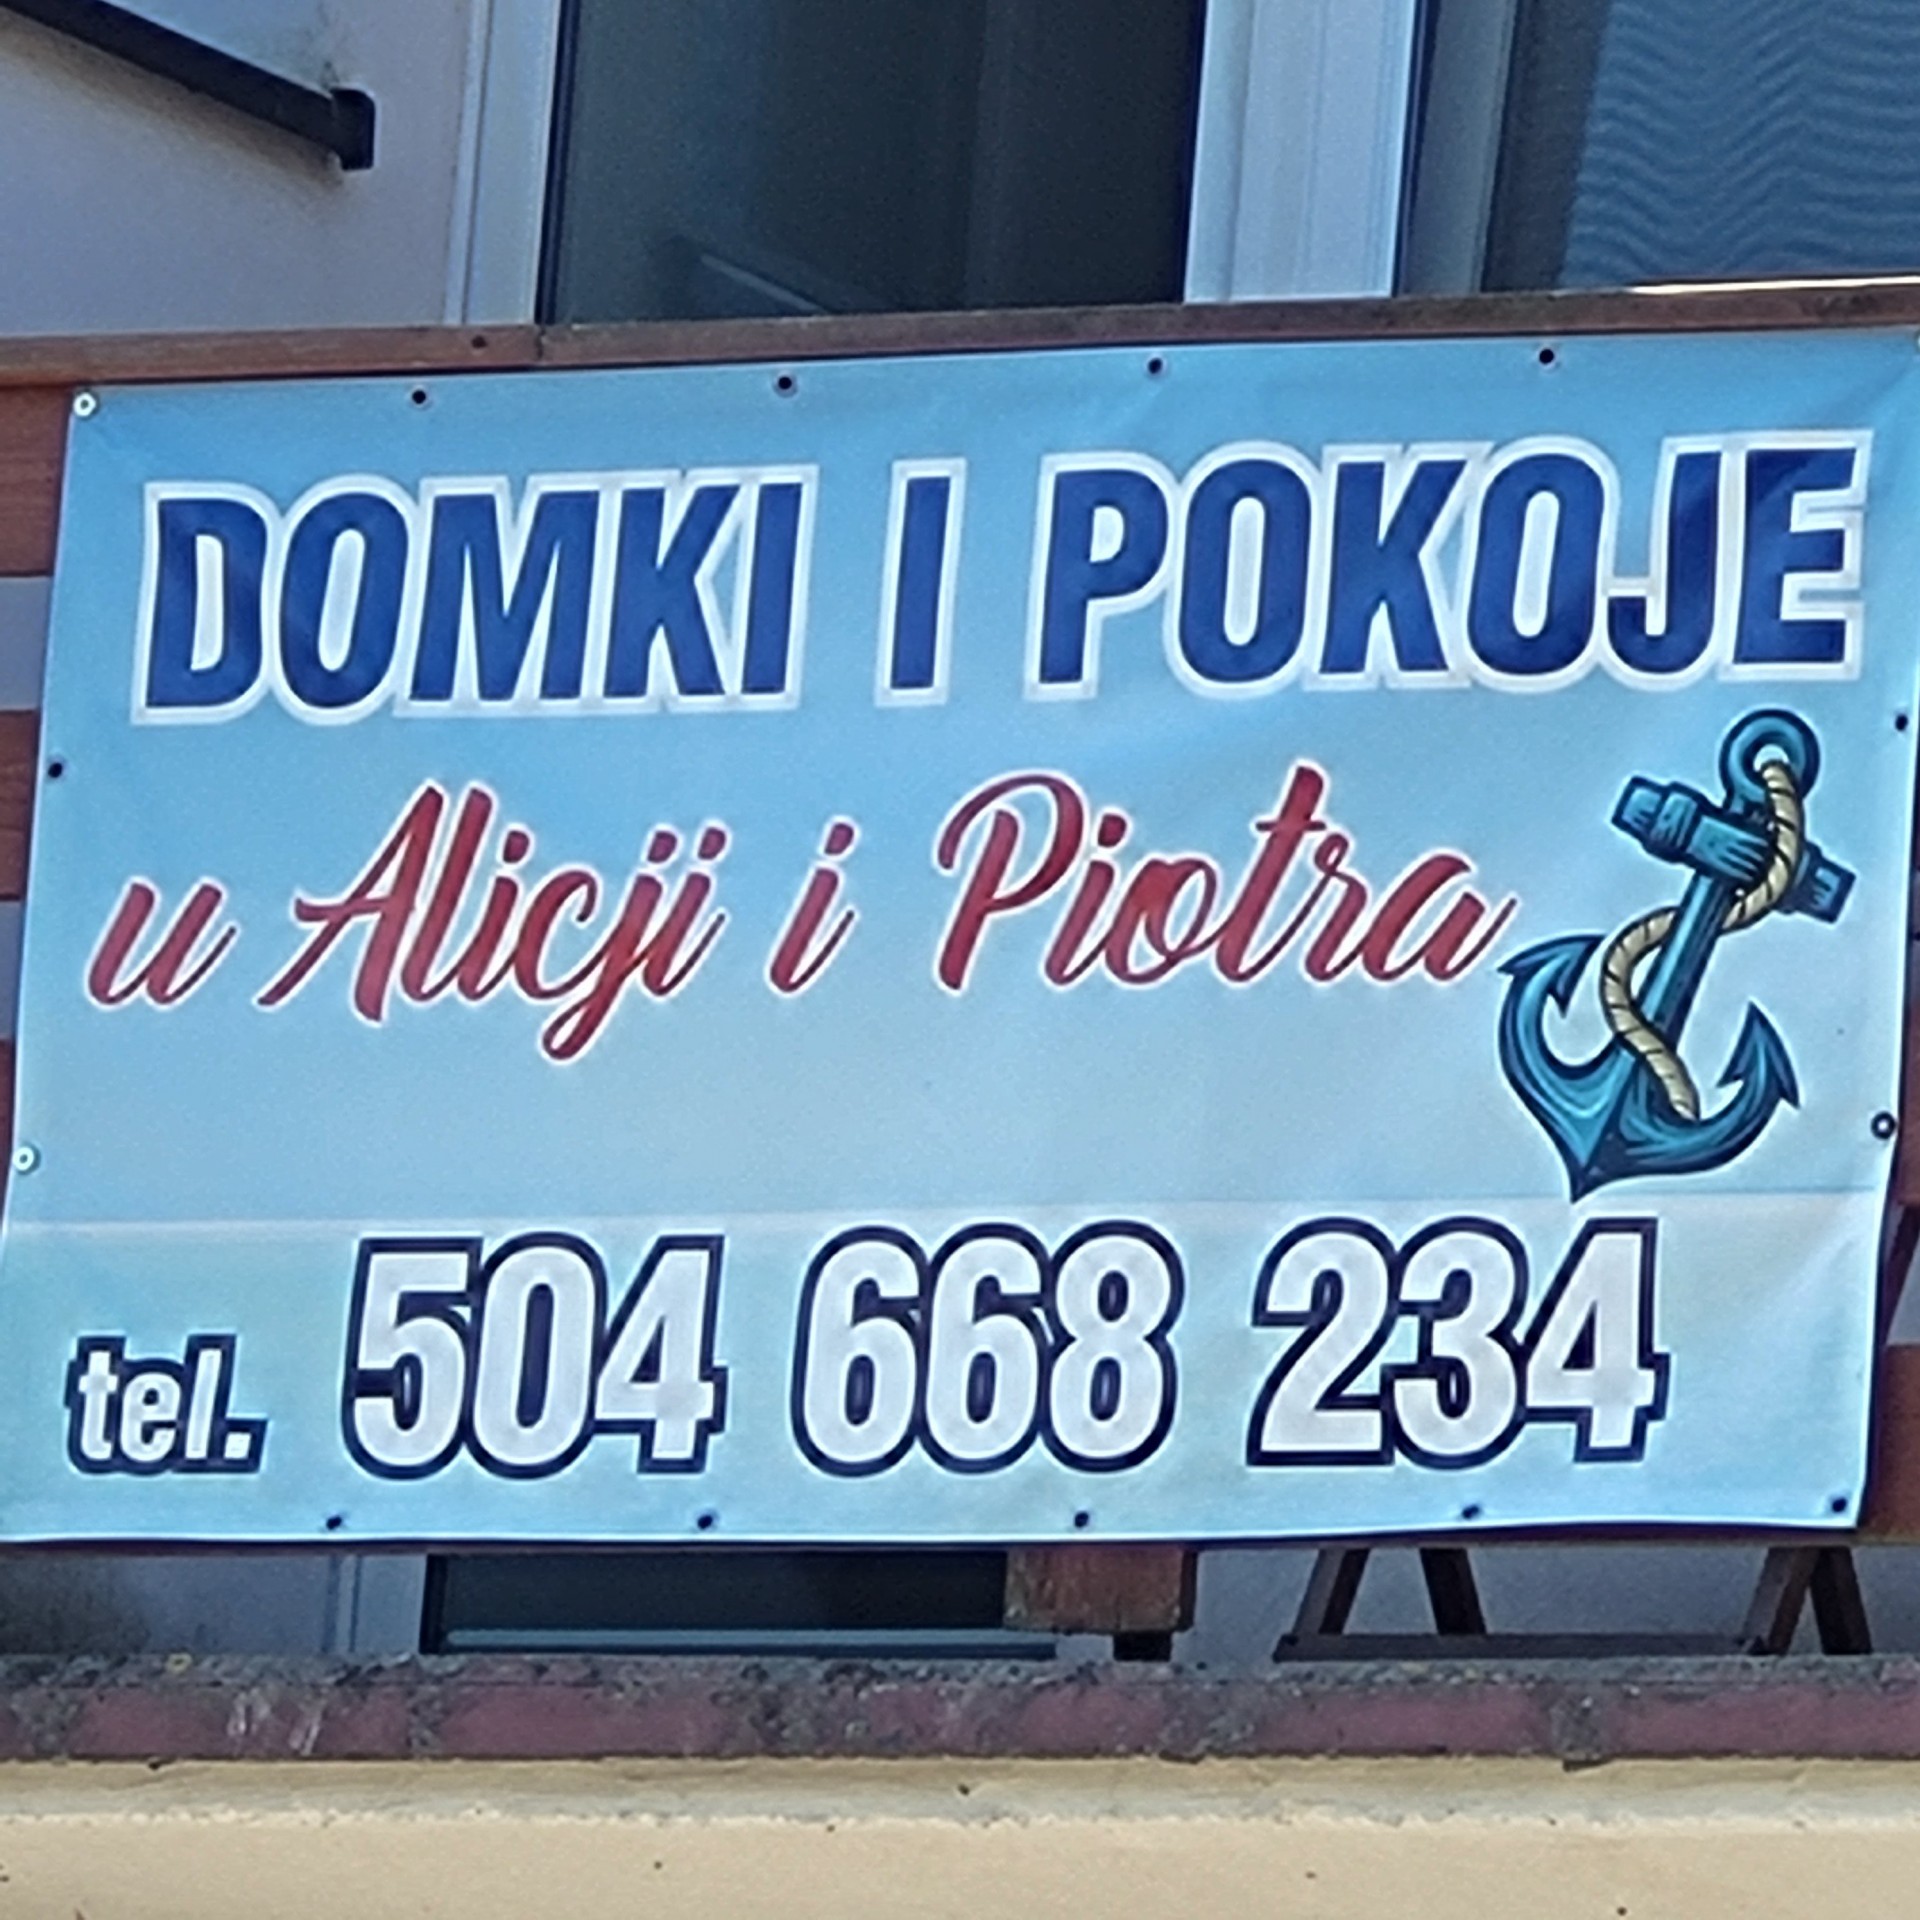 DOMKI I POKOJE
u Alicji i Piotra
tel. 504 668 234